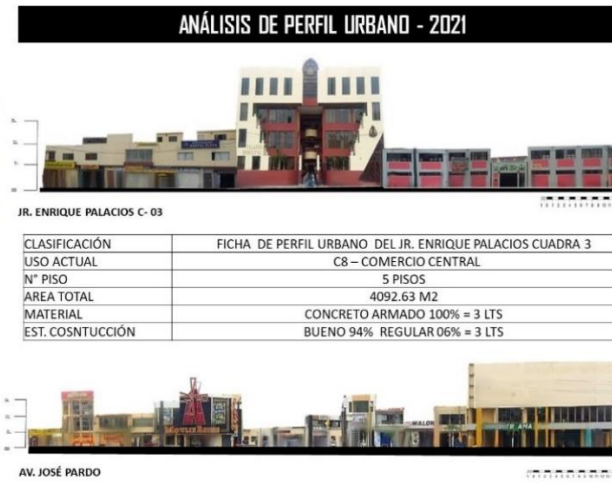 ANÁLISIS DE PERFIL URBANO - 2021
JR. ENRIQUE PALACIOS C- 03
CLASIFICACIÓN FICHA DE PERFIL URBANO DEL JR. ENRIQUE PALACIOS CUADRA 3
USO ACTUAL C8 – COMERCIO CENTRAL
N° PISO 5 PISOS
AREA TOTAL 4092.63 M2
MATERIAL CONCRETO ARMADO 100% = 3 LTS
EST. COSNTUCCIÓN BUENO 94% REGULAR 06% = 3 LTS
AV. JOSÉ PARDO